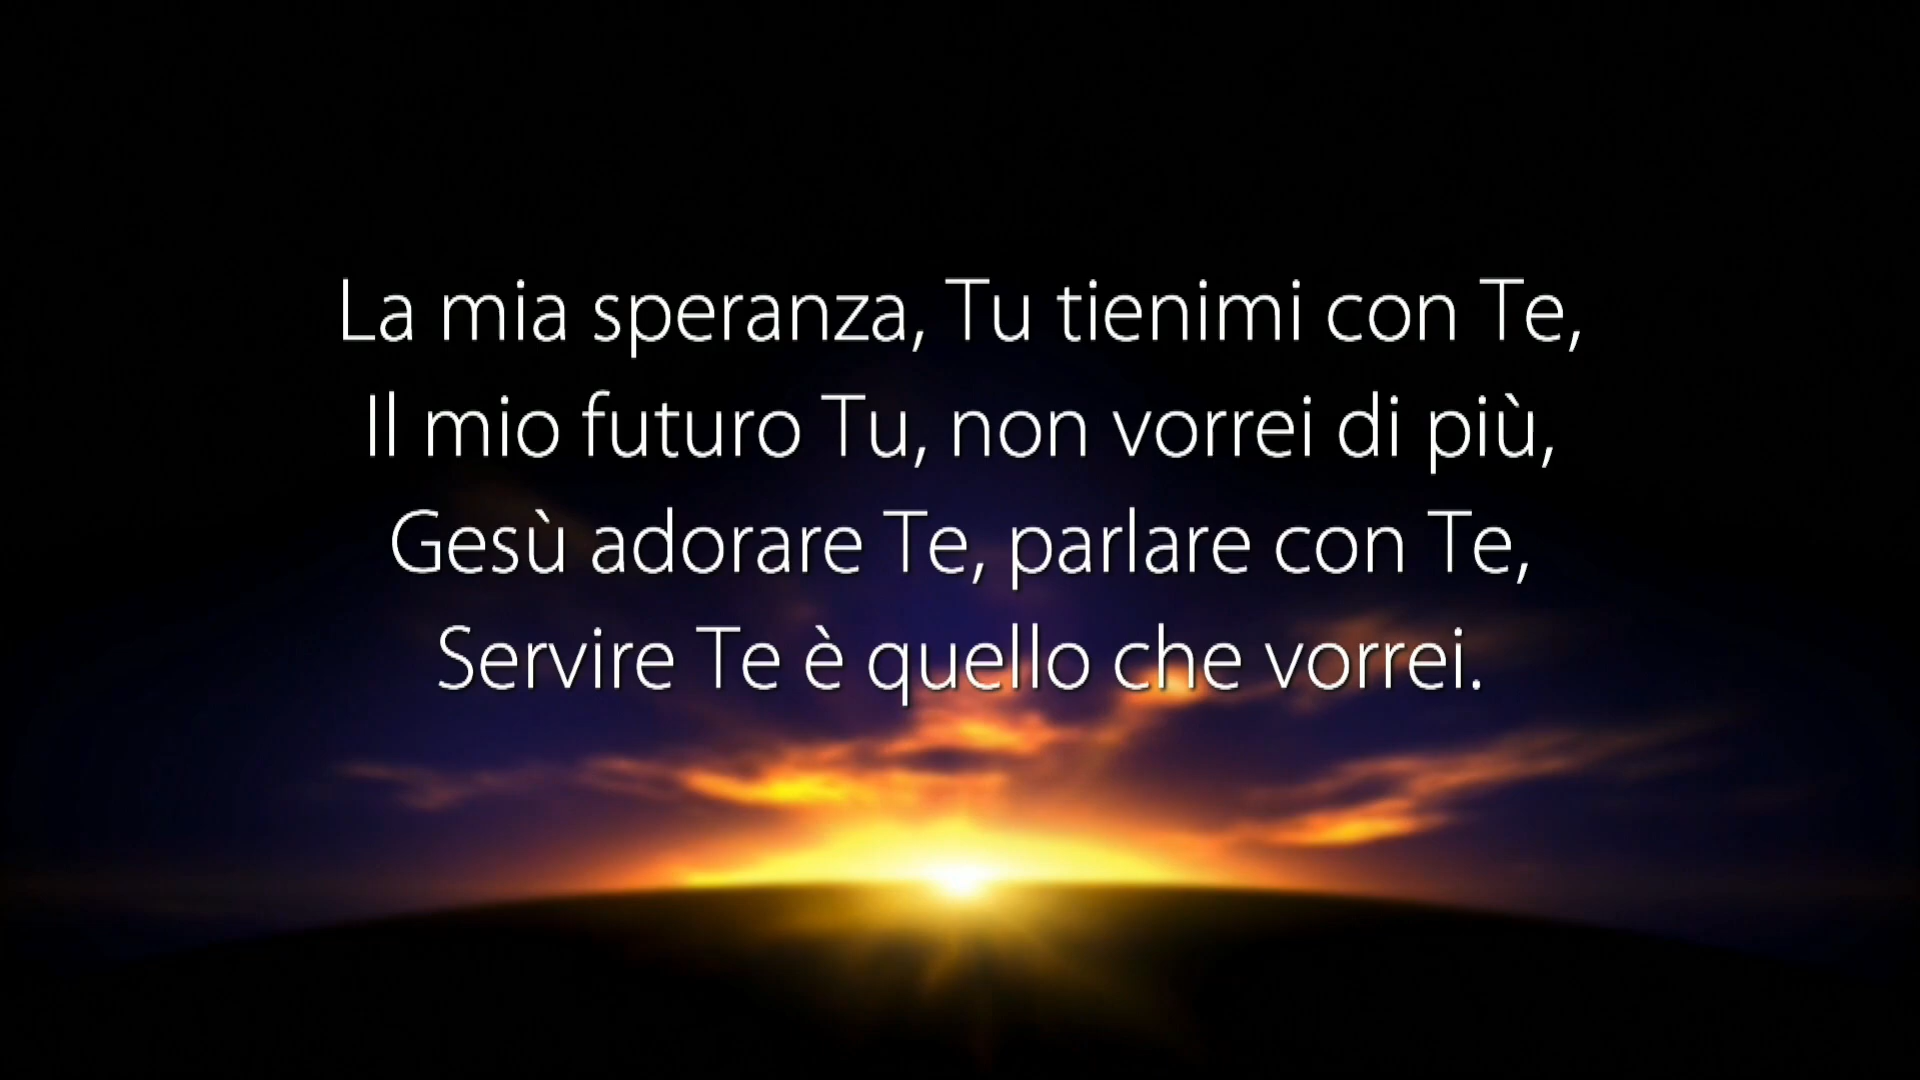 La mia speranza, Tu tienimi con Te,
Il mio futuro Tu, non vorrei di più,
Gesù adorare Te, parlare con Te,
Servire Te è quello che vorrei.